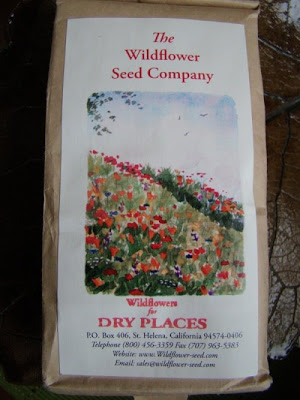 The
Wildflower
Seed Company
Wildflowers
for
DRY PLACES
P.O. Box 406, St. Helena, California 94574-0406
Telephone (800) 456-3359 Fax (707) 963-5383
Website: www.Wildflower-seed.com
Email: sales@wildflower-seed.com